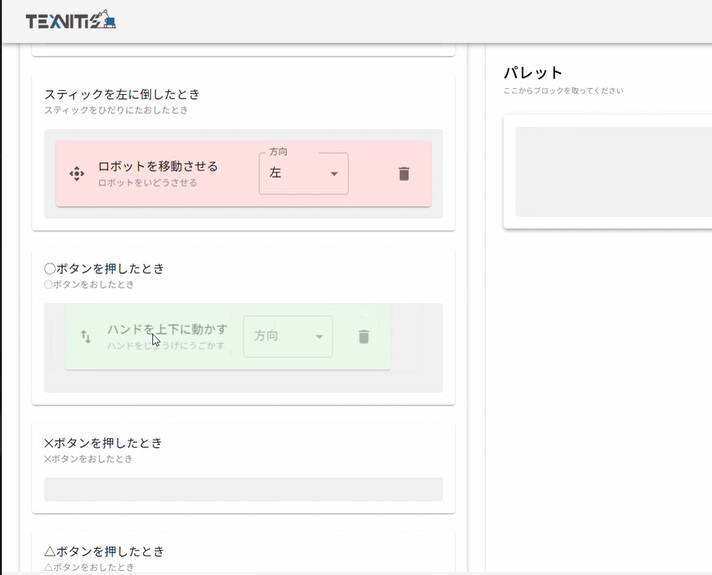 TEXNITIS
スティックを左に倒したとき
スティックをひだりにたおしたとき
ロボットを移動させる
ロボットをいどうさせる
方向
左
◯ボタンを押したとき
◯ボタンをおしたとき
ハンドを上下に動かす
ハンドをじょうげにうごかす
方向
×ボタンを押したとき
×ボタンをおしたとき
△ボタンを押したとき
△ボタンをおしたとき
パレット
ここからブロックを取ってください